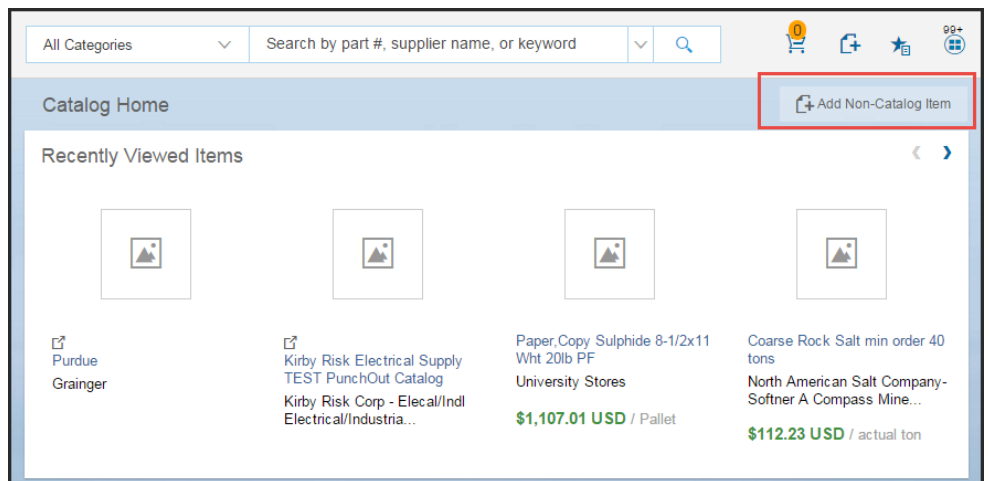 All Categories
Search by part #, supplier name, or keyword
0
99+
Catalog Home
Add Non-Catalog Item
Recently Viewed Items
Purdue
Grainger
Kirby Risk Electrical Supply
TEST PunchOut Catalog
Kirby Risk Corp - Elecal/Indl
Electrical/Industria...
Paper,Copy Sulphide 8-1/2x11
Wht 20lb PF
University Stores
$1,107.01 USD / Pallet
Coarse Rock Salt min order 40
tons
North American Salt Company-
Softner A Compass Mine...
$112.23 USD / actual ton